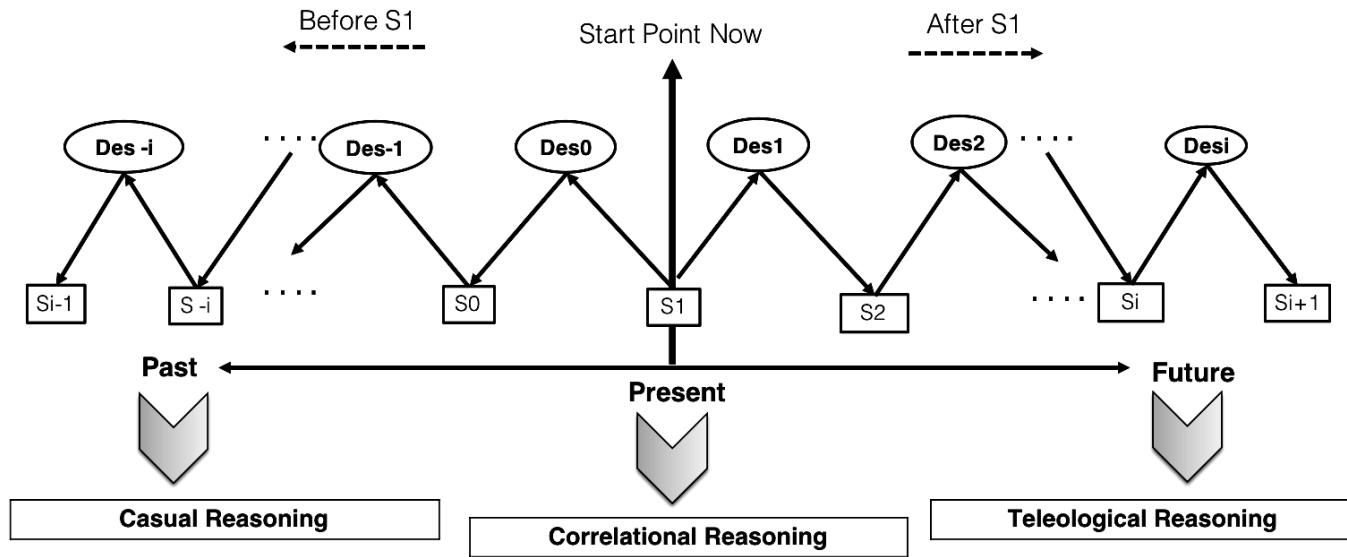 Before S1
Start Point Now
After S1
Des -i
....
Des-1
Des0
Des1
Des2
....
Desi
Si-1
S -i
....
S0
S1
S2
....
Si
Si+1
Past
Present
Future
Casual Reasoning
Correlational Reasoning
Teleological Reasoning